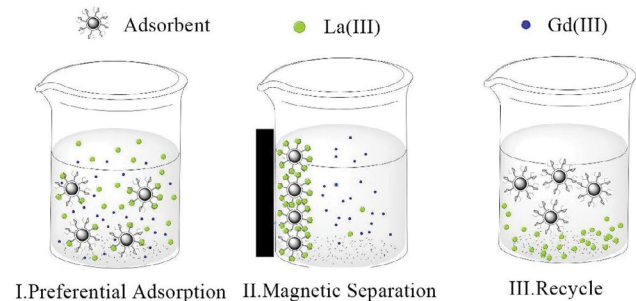 Adsorbent
La(III)
Gd(III)
I.Preferential Adsorption
II.Magnetic Separation
III.Recycle